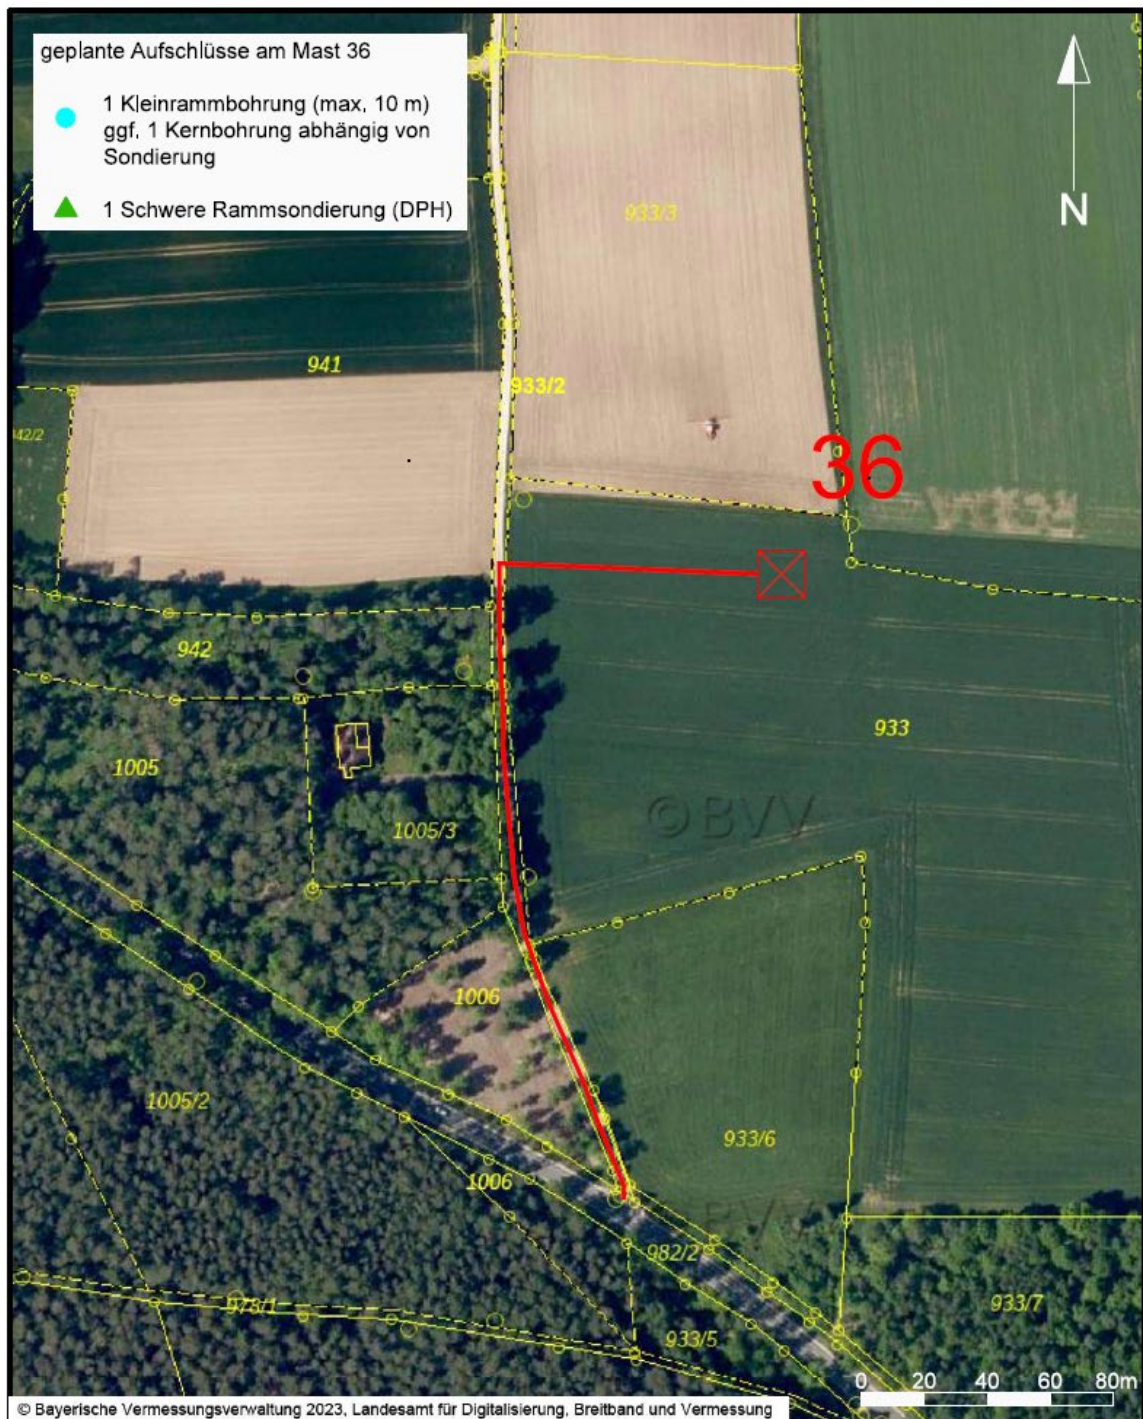 geplante Aufschlüsse am Mast 36
1 Kleinrammbohrung (max. 10 m)
ggf. 1 Kernbohrung abhängig von
Sondierung
1 Schwere Rammsondierung (DPH)
N
933/3
941
933/2
942/2
36
942
933
1005
©BVV
1005/3
1006
1005/2
933/6
1006
BVV
982/2
978/1
933/7
933/5
0 20 40 60 80m
© Bayerische Vermessungsverwaltung 2023, Landesamt für Digitalisierung, Breitband und Vermessung